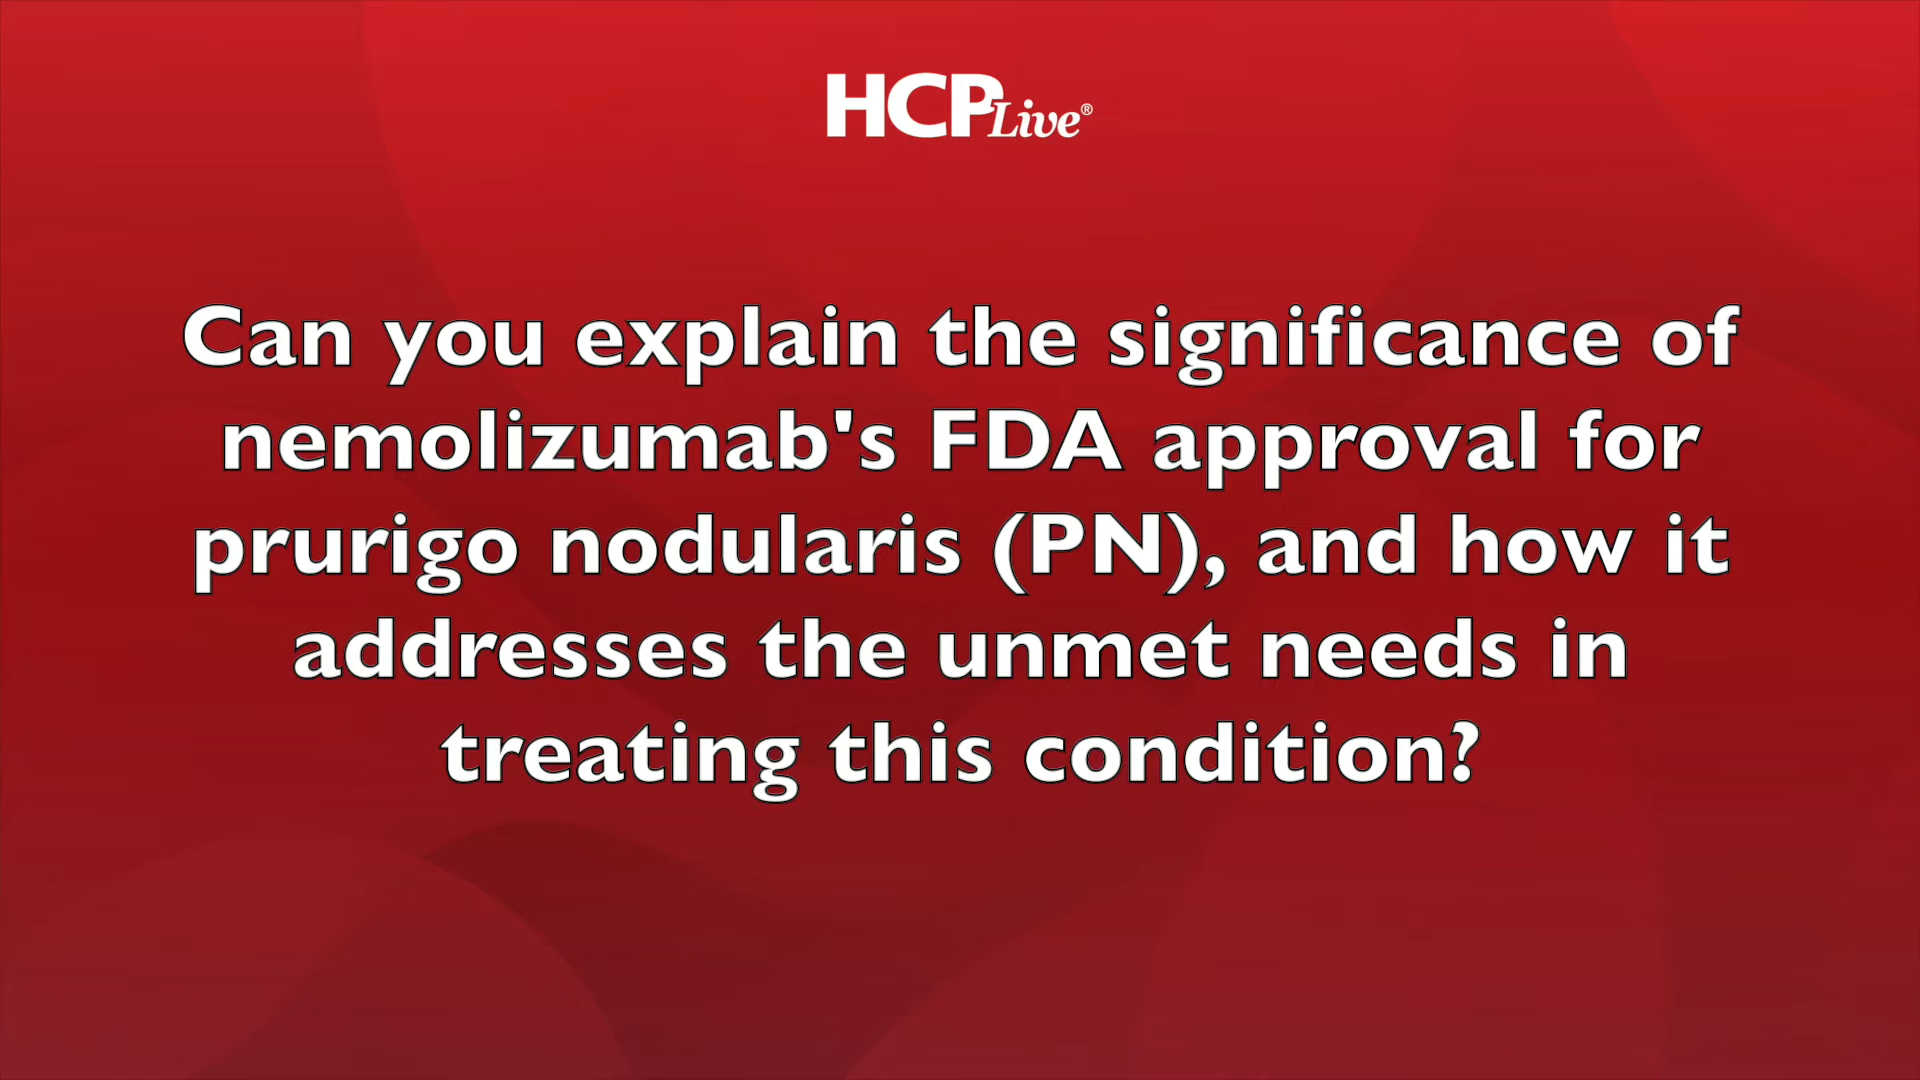 HCPLive®
Can you explain the significance of
nemolizumab's FDA approval for
prurigo nodularis (PN), and how it
addresses the unmet needs in
treating this condition?